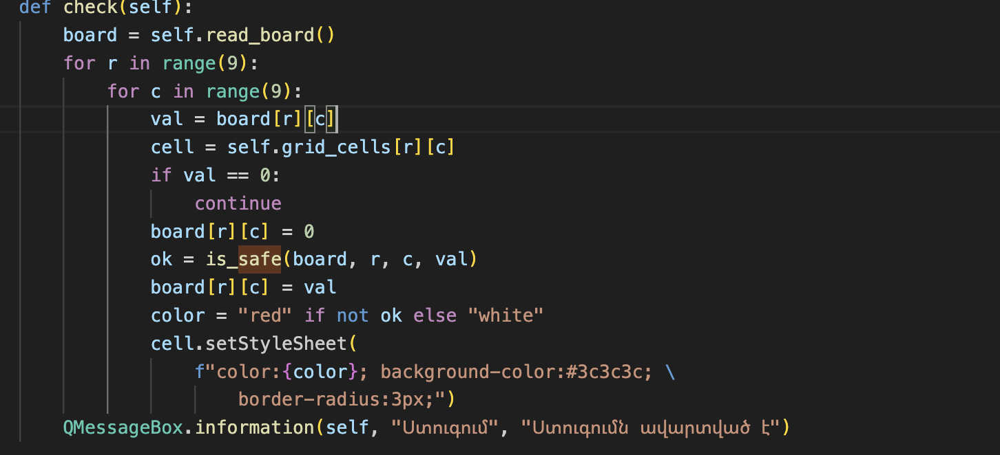 def check(self):
    board = self.read_board()
    for r in range(9):
        for c in range(9):
            val = board[r][c]
            cell = self.grid_cells[r][c]
            if val == 0:
                continue
            board[r][c] = 0
            ok = is_safe(board, r, c, val)
            board[r][c] = val
            color = "red" if not ok else "white"
            cell.setStyleSheet(
                f"color:{color}; background-color:#3c3c3c; \
                    border-radius:3px;")
    QMessageBox.information(self, "Ստուգում", "Ստուգումն ավարտված է")